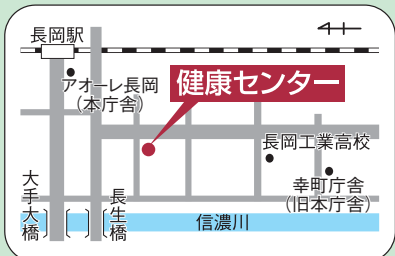 長岡駅
アオーレ長岡
（本庁舎）
健康センター
長岡工業高校
幸町庁舎
（旧本庁舎）
大手大橋
長生橋
信濃川